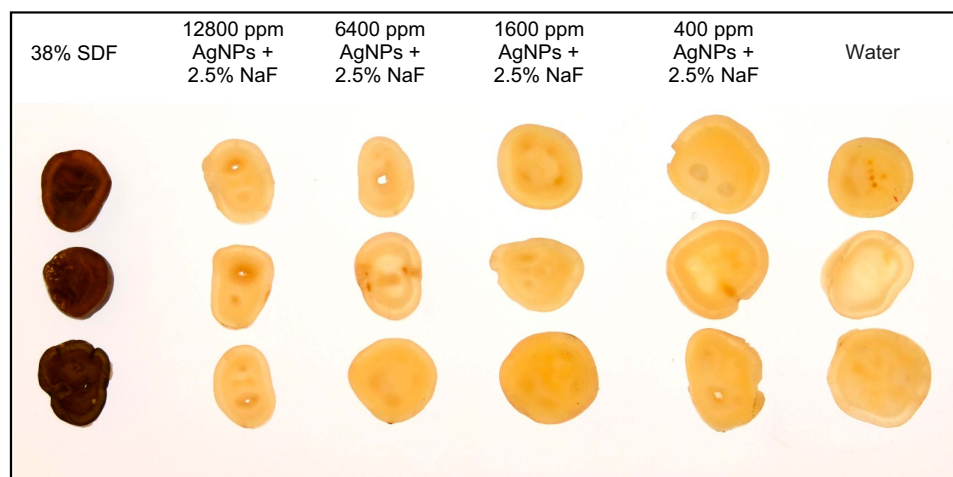 38% SDF
12800 ppm
AgNPs +
2.5% NaF
6400 ppm
AgNPs +
2.5% NaF
1600 ppm
AgNPs +
2.5% NaF
400 ppm
AgNPs +
2.5% NaF
Water